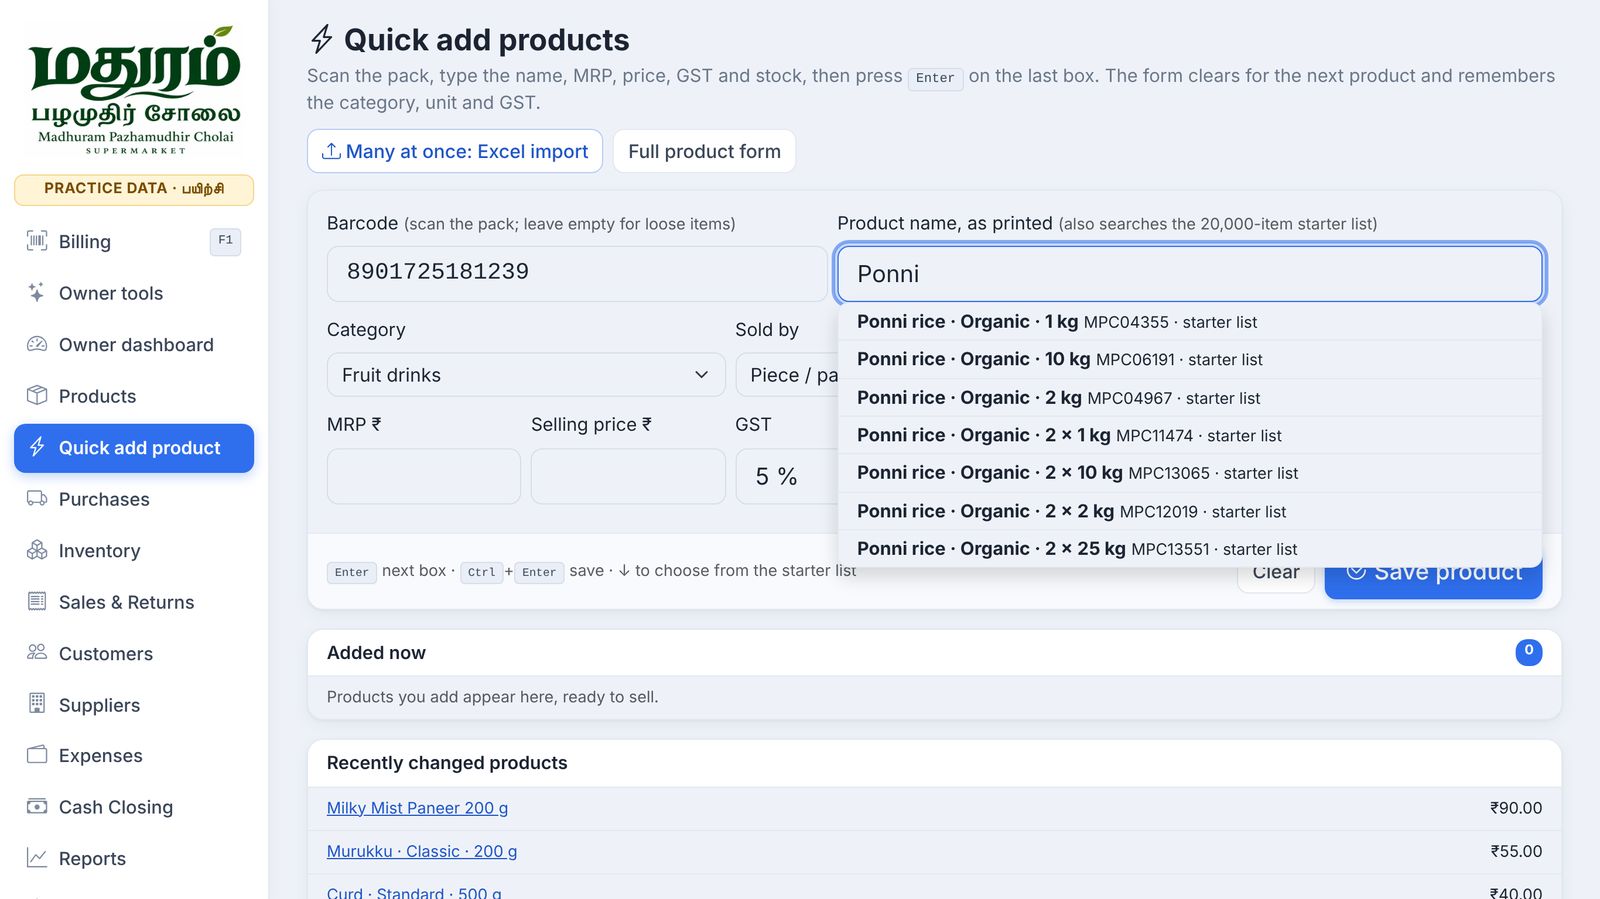 மதுரம்
பழமுதிர் சோலை
Madhuram Pazhamudhir Cholai
SUPERMARKET
PRACTICE DATA · பயிற்சி
Billing F1
Owner tools
Owner dashboard
Products
Quick add product
Purchases
Inventory
Sales & Returns
Customers
Suppliers
Expenses
Cash Closing
Reports
Quick add products
Scan the pack, type the name, MRP, price, GST and stock, then press Enter on the last box. The form clears for the next product and remembers
the category, unit and GST.
Many at once: Excel import Full product form
Barcode (scan the pack; leave empty for loose items)
8901725181239
Product name, as printed (also searches the 20,000-item starter list)
Ponni
Ponni rice · Organic · 1 kg MPC04355 · starter list
Ponni rice · Organic · 10 kg MPC06191 · starter list
Ponni rice · Organic · 2 kg MPC04967 · starter list
Ponni rice · Organic · 2 × 1 kg MPC11474 · starter list
Ponni rice · Organic · 2 × 10 kg MPC13065 · starter list
Ponni rice · Organic · 2 × 2 kg MPC12019 · starter list
Ponni rice · Organic · 2 × 25 kg MPC13551 · starter list
Category
Fruit drinks
Sold by
Piece / pa
MRP ₹
Selling price ₹
GST
5 %
Enter next box · Ctrl+Enter save · ↓ to choose from the starter list
Clear Save product
Added now 0
Products you add appear here, ready to sell.
Recently changed products
Milky Mist Paneer 200 g ₹90.00
Murukku · Classic · 200 g ₹55.00
Curd · Standard · 500 g ₹40.00